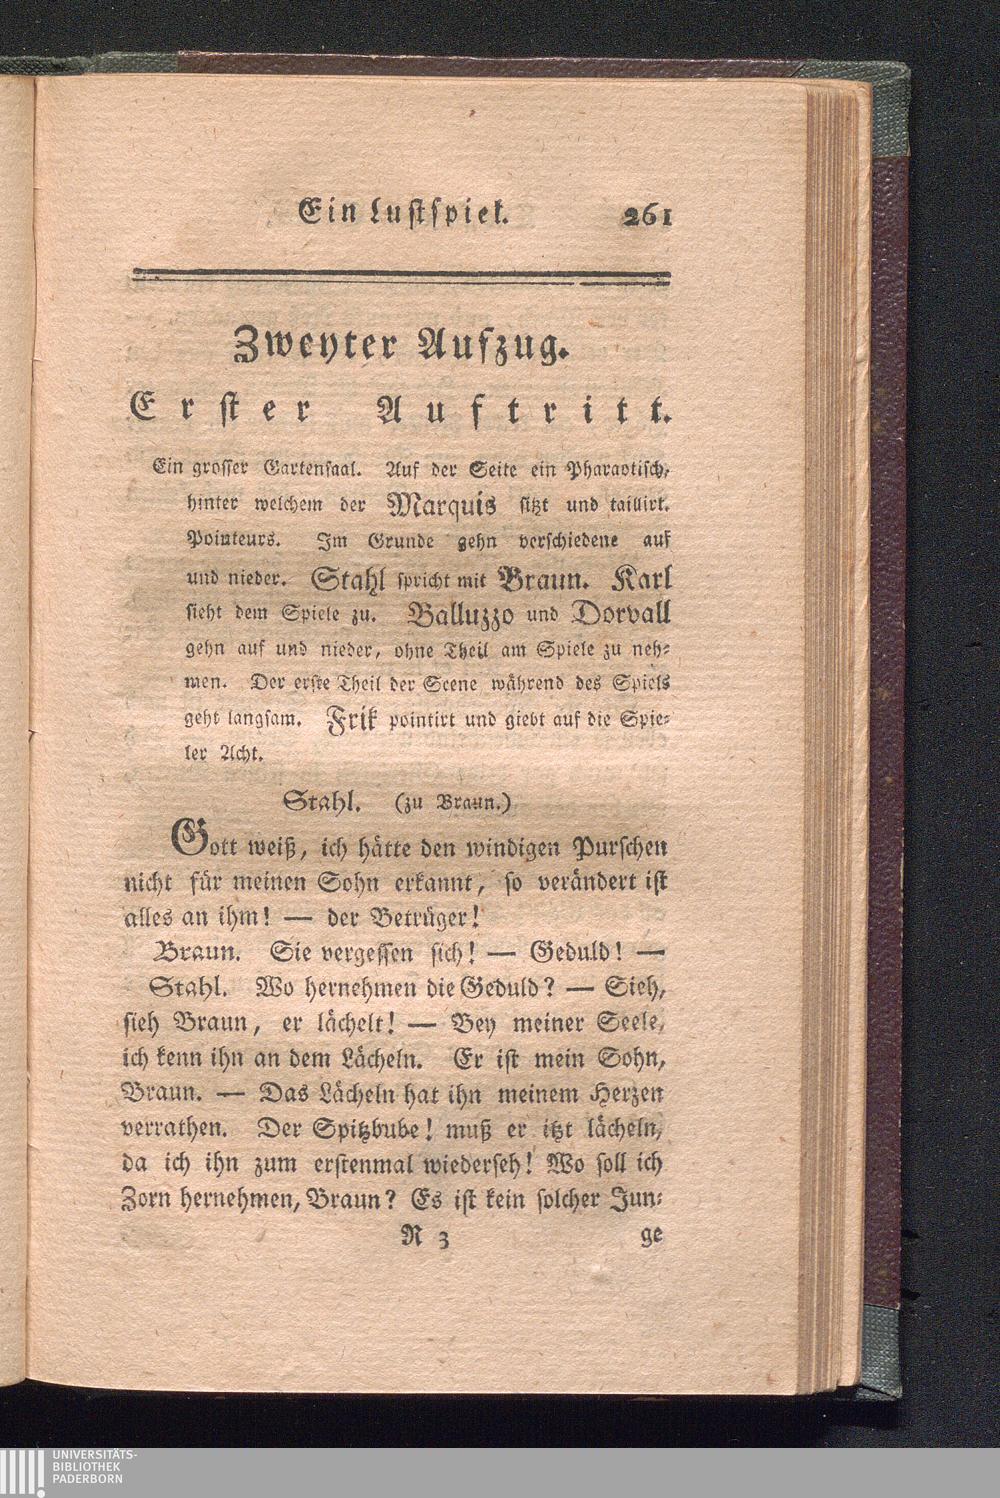 Ein Lustspiel. 261
Zweyter Aufzug.
Erster Auftritt.
Ein grosser Gartensaal. Auf der Seite ein Pharaotisch,
hinter welchem der Marquis sitzt und taillirt.
Pointeurs. Im Grunde gehn verschiedene auf
und nieder. Stahl spricht mit Braun. Karl
sieht dem Spiele zu. Balluzzo und Dorvall
gehn auf und nieder, ohne Theil am Spiele zu neh-
men. Der erste Theil der Scene während des Spiels
geht langsam. Frik pointirt und giebt auf die Spie-
ler Acht.
Stahl. (zu Braun.)
Gott weiß, ich hätte den windigen Purschen
nicht für meinen Sohn erkannt, so verändert ist
alles an ihm! — der Betrüger!
Braun. Sie vergessen sich! — Geduld! —
Stahl. Wo hernehmen die Geduld? — Sieh,
sieh Braun, er lächelt! — Bey meiner Seele,
ich kenn ihn an dem Lächeln. Er ist mein Sohn,
Braun. — Das Lächeln hat ihn meinem Herzen
verrathen. Der Spitzbube! muß er itzt lächeln,
da ich ihn zum erstenmal wiederseh! Wo soll ich
Zorn hernehmen, Braun? Es ist kein solcher Jun-
R 3 ge
UNIVERSITÄTS-
BIBLIOTHEK
PADERBORN